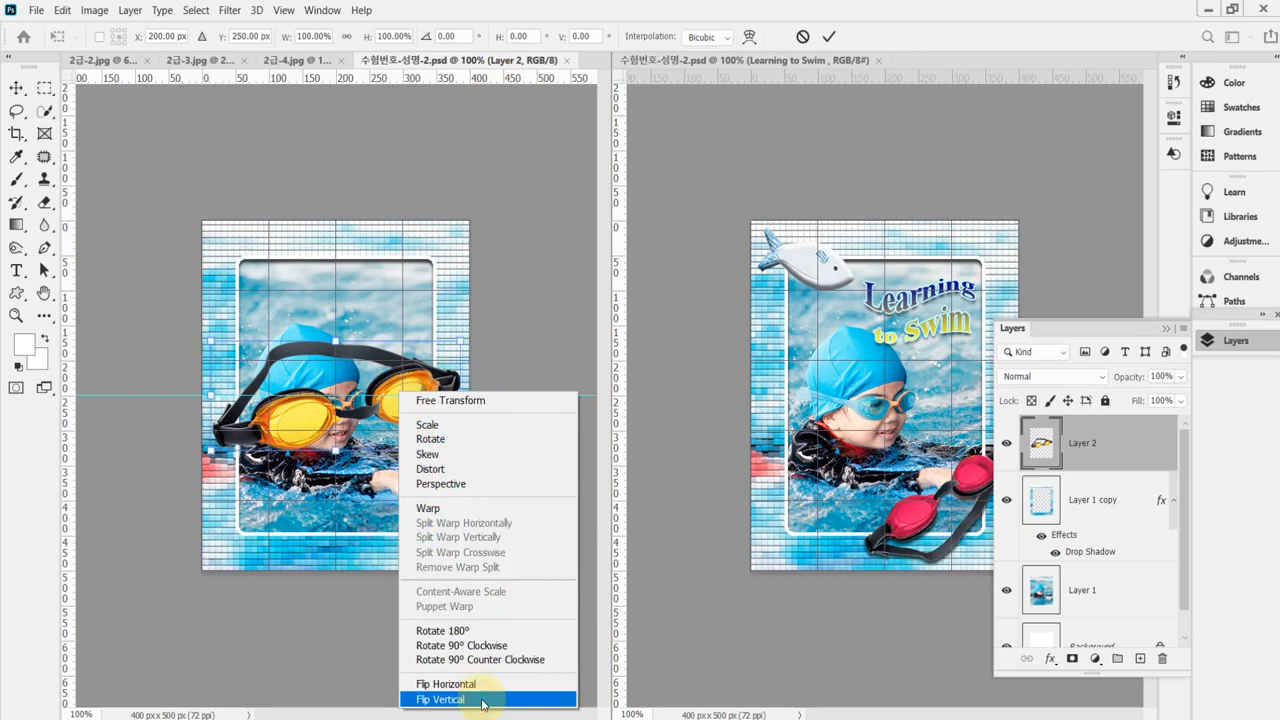 Ps File Edit Image Layer Type Select Filter 3D View Window Help
X: 200.00 px Y: 250.00 px W: 100.00% H: 100.00% 0.00 H: 0.00 V: 0.00 Interpolation: Bicubic
2급-2.jpg @ 6... × 2급-3.jpg @ 2... × 2급-4.jpg @ 1... × 수험번호-성명-2.psd @ 100% (Layer 2, RGB/8) × 수험번호-성명-2.psd @ 100% (Learning to Swim , RGB/8#) ×
Color
Swatches
Gradients
Patterns
Learn
Libraries
Adjustme...
Channels
Paths
Layers
Learning
to Swim
Free Transform
Scale
Rotate
Skew
Distort
Perspective
Warp
Split Warp Horizontally
Split Warp Vertically
Split Warp Crosswise
Remove Warp Split
Content-Aware Scale
Puppet Warp
Rotate 180°
Rotate 90° Clockwise
Rotate 90° Counter Clockwise
Flip Horizontal
Flip Vertical
Layers
Kind
Normal Opacity: 100%
Lock: Fill: 100%
Layer 2
Layer 1 copy fx
Effects
Drop Shadow
Layer 1
Background
100% 400 px x 500 px (72 ppi) 100% 400 px x 500 px (72 ppi)